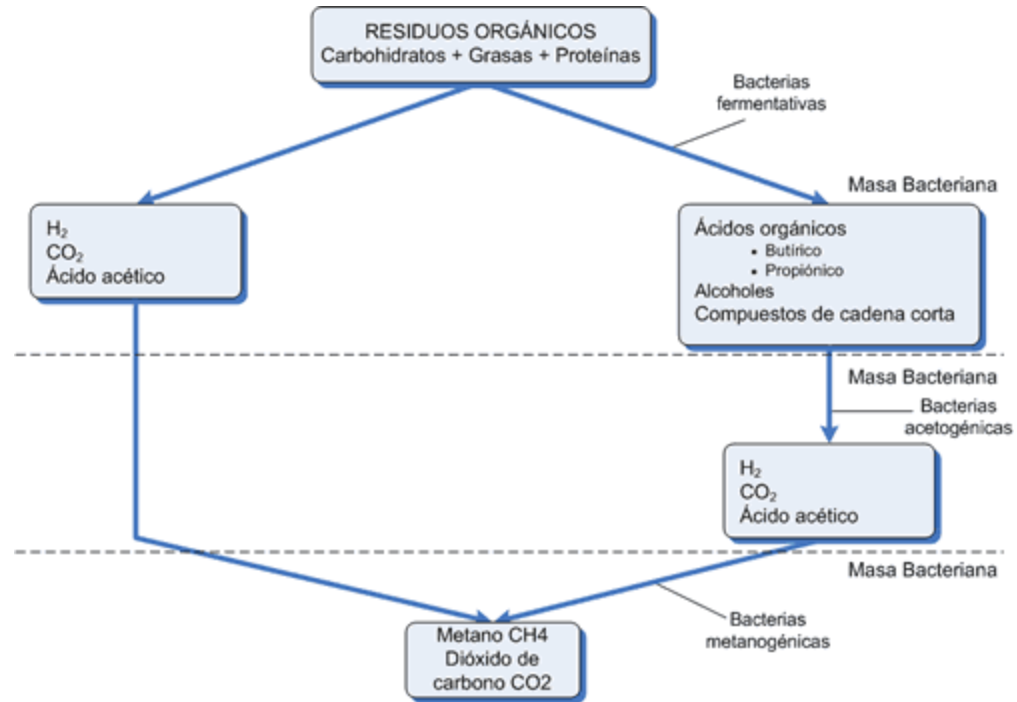 RESIDUOS ORGÁNICOS
Carbohidratos + Grasas + Proteínas
Bacterias
fermentativas
Masa Bacteriana
H₂
CO₂
Ácido acético
Ácidos orgánicos
• Butírico
• Propiónico
Alcoholes
Compuestos de cadena corta
Masa Bacteriana
Bacterias
acetogénicas
H₂
CO₂
Ácido acético
Masa Bacteriana
Bacterias
metanogénicas
Metano CH4
Dióxido de
carbono CO2